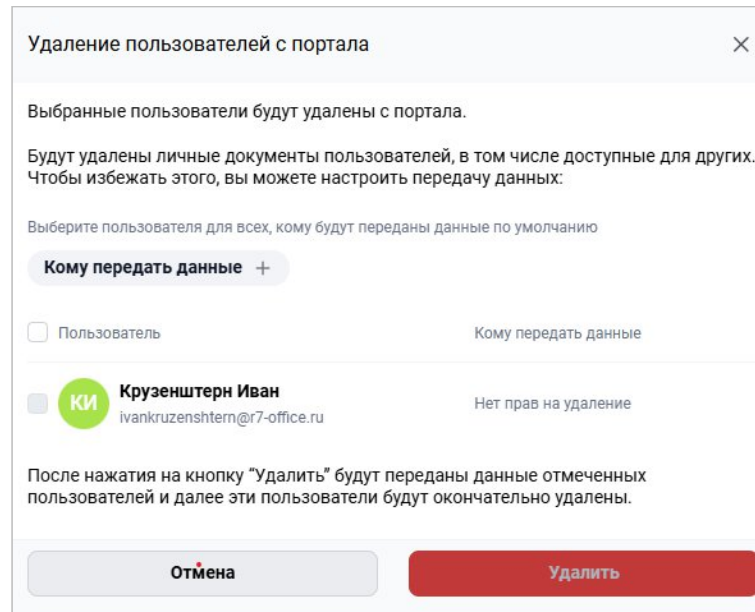 Удаление пользователей с портала
Выбранные пользователи будут удалены с портала.
Будут удалены личные документы пользователей, в том числе доступные для других.
Чтобы избежать этого, вы можете настроить передачу данных:
Выберите пользователя для всех, кому будут переданы данные по умолчанию
Кому передать данные +
Пользователь Кому передать данные
КИ Крузенштерн Иван
ivankruzenshtern@r7-office.ru Нет прав на удаление
После нажатия на кнопку “Удалить” будут переданы данные отмеченных
пользователей и далее эти пользователи будут окончательно удалены.
Отмена Удалить